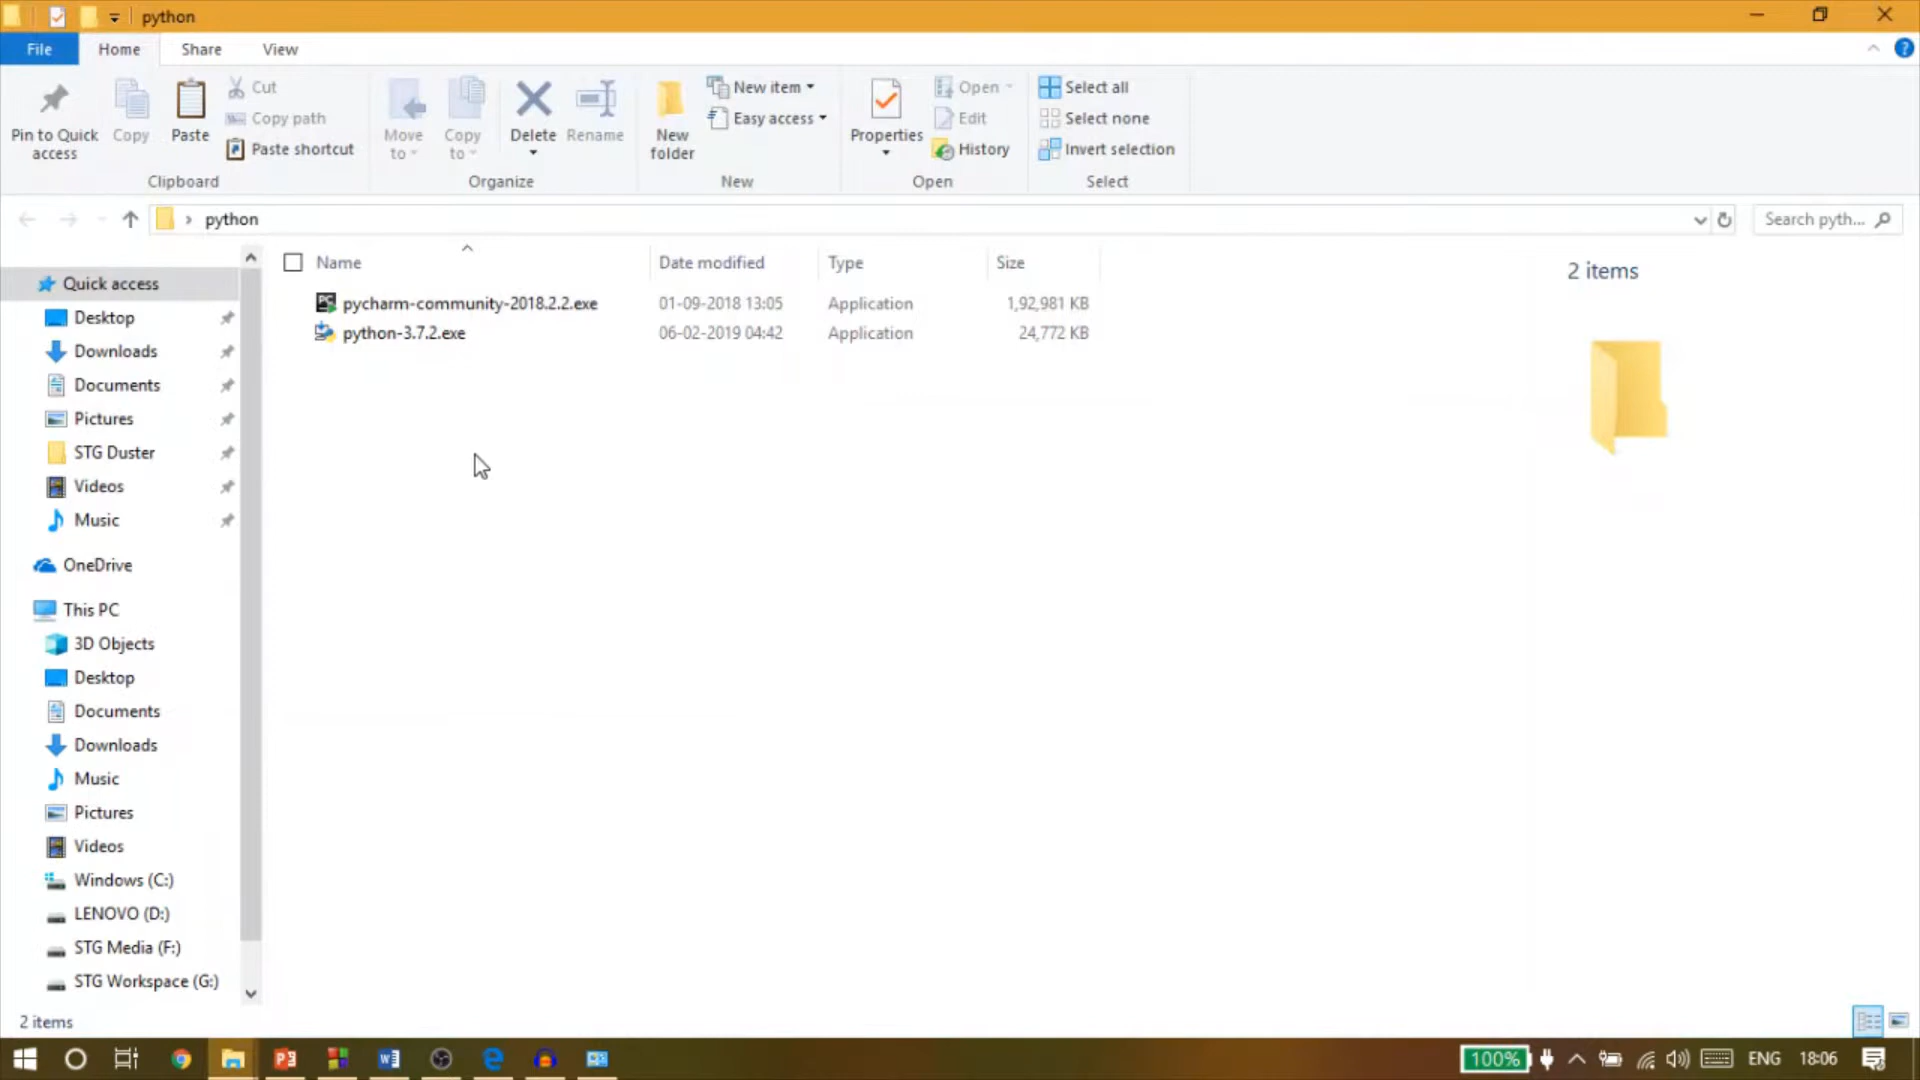 python
File Home Share View
Pin to Quick access
Copy
Paste
Cut
Copy path
Paste shortcut
Clipboard
Move to
Copy to
Delete
Rename
Organize
New folder
New item
Easy access
New
Properties
Open
Edit
History
Open
Select all
Select none
Invert selection
Select
python
Search pyth...
Quick access
Desktop
Downloads
Documents
Pictures
STG Duster
Videos
Music
OneDrive
This PC
3D Objects
Desktop
Documents
Downloads
Music
Pictures
Videos
Windows (C:)
LENOVO (D:)
STG Media (F:)
STG Workspace (G:)
Name Date modified Type Size
pycharm-community-2018.2.2.exe 01-09-2018 13:05 Application 1,92,981 KB
python-3.7.2.exe 06-02-2019 04:42 Application 24,772 KB
2 items
2 items
100% ENG 18:06